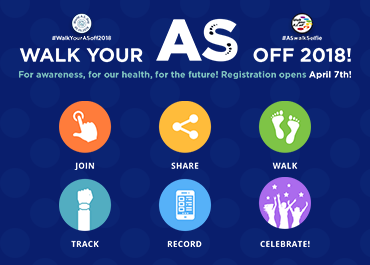 #WalkYourASoff2018
#ASwalkSelfie
WALK YOUR AS OFF 2018!
For awareness, for our health, for the future! Registration opens April 7th!
JOIN
SHARE
WALK
TRACK
RECORD
CELEBRATE!